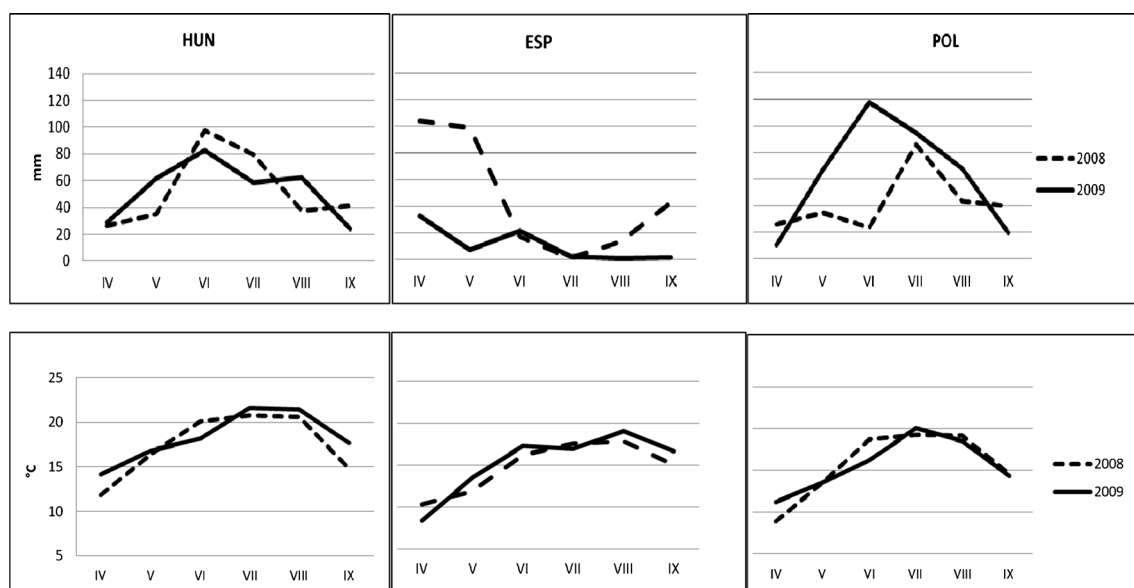 HUN
ESP
POL
mm
140
120
100
80
60
40
20
0
IV V VI VII VIII IX
IV V VI VII VIII IX
IV V VI VII VIII IX
2008
2009
°C
25
20
15
10
5
IV V VI VII VIII IX
IV V VI VII VIII IX
IV V VI VII VIII IX
2008
2009